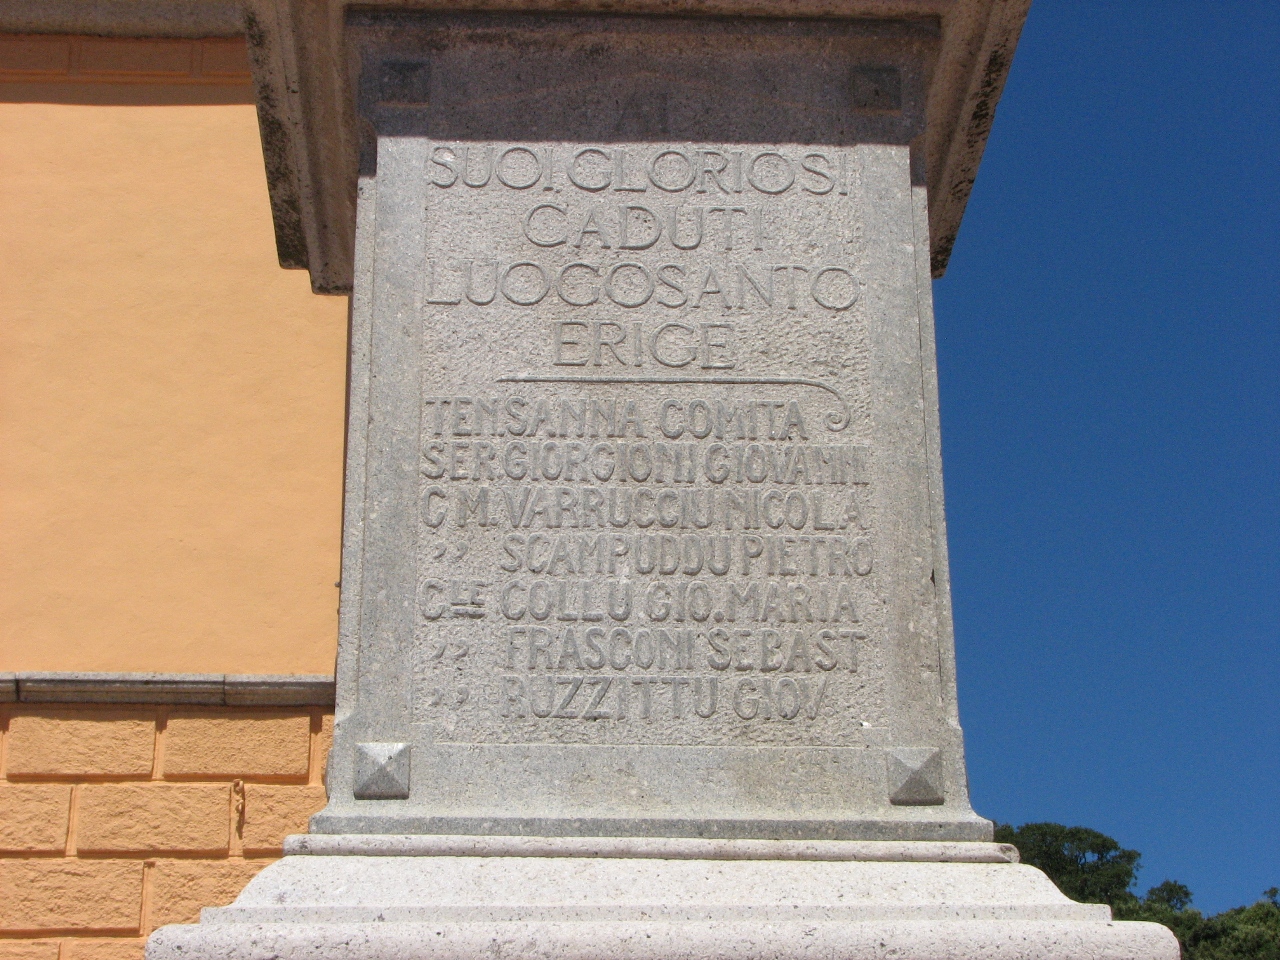 AI
SUOI GLORIOSI
CADUTI
LUOGOSANTO
ERIGE
TEN. SANNA COMITA
SER. GIORGIONI GIOVANNI
C. M. VARRUCCIU NICOLA
,, SCAMPUDDU PIETRO
C.LE COLLU GIO. MARIA
,, FRASCONI SEBAST
,, RUZZITTU GIOV